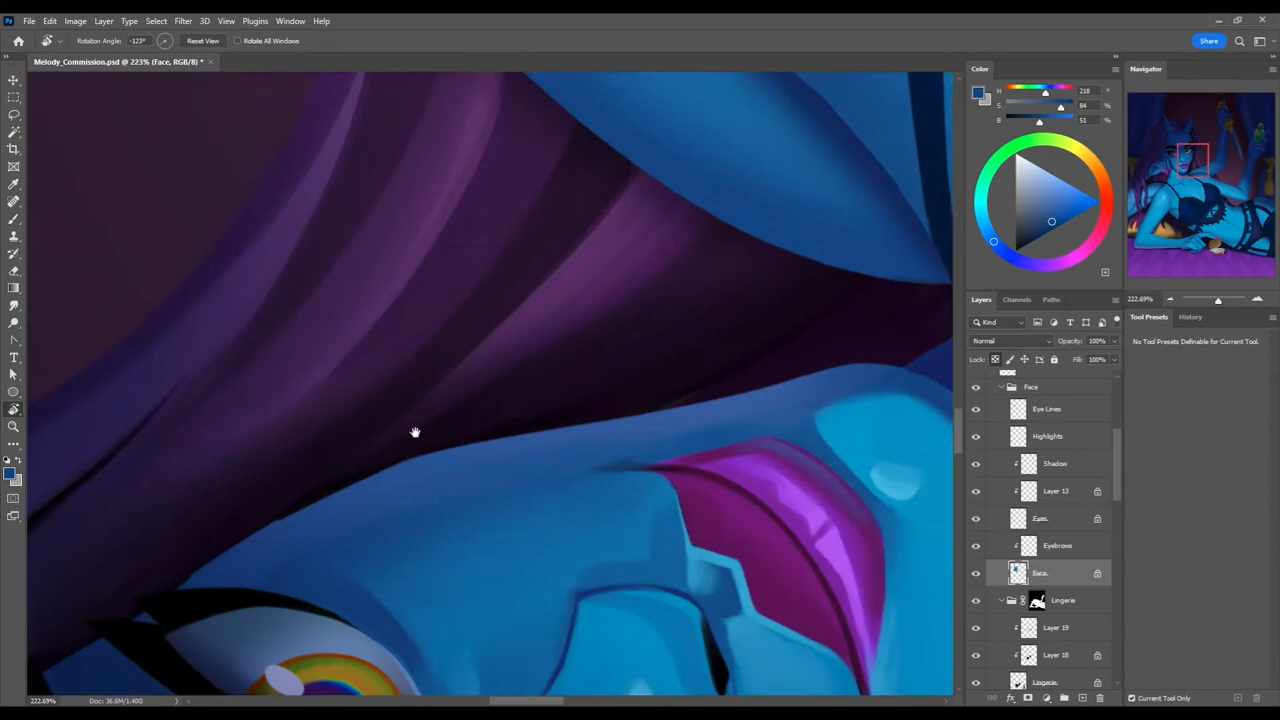 Ps File Edit Image Layer Type Select Filter 3D View Plugins Window Help
Rotation Angle: -123° Reset View Rotate All Windows Share
Melody_Commission.psd @ 223% (Face, RGB/8) * ×
Color
H 218 °
S 84 %
B 51 %
Navigator
222.69%
Layers Channels Paths
Kind
Normal Opacity: 100%
Lock: Fill: 100%
Face
Eye Lines
Highlights
Shadow
Layer 13
Eyes
Eyebrows
Face
Lingerie
Layer 19
Layer 18
Lingerie
fx
Tool Presets History
No Tool Presets Definable for Current Tool.
Current Tool Only
222.69% Doc: 36.6M/1.40G